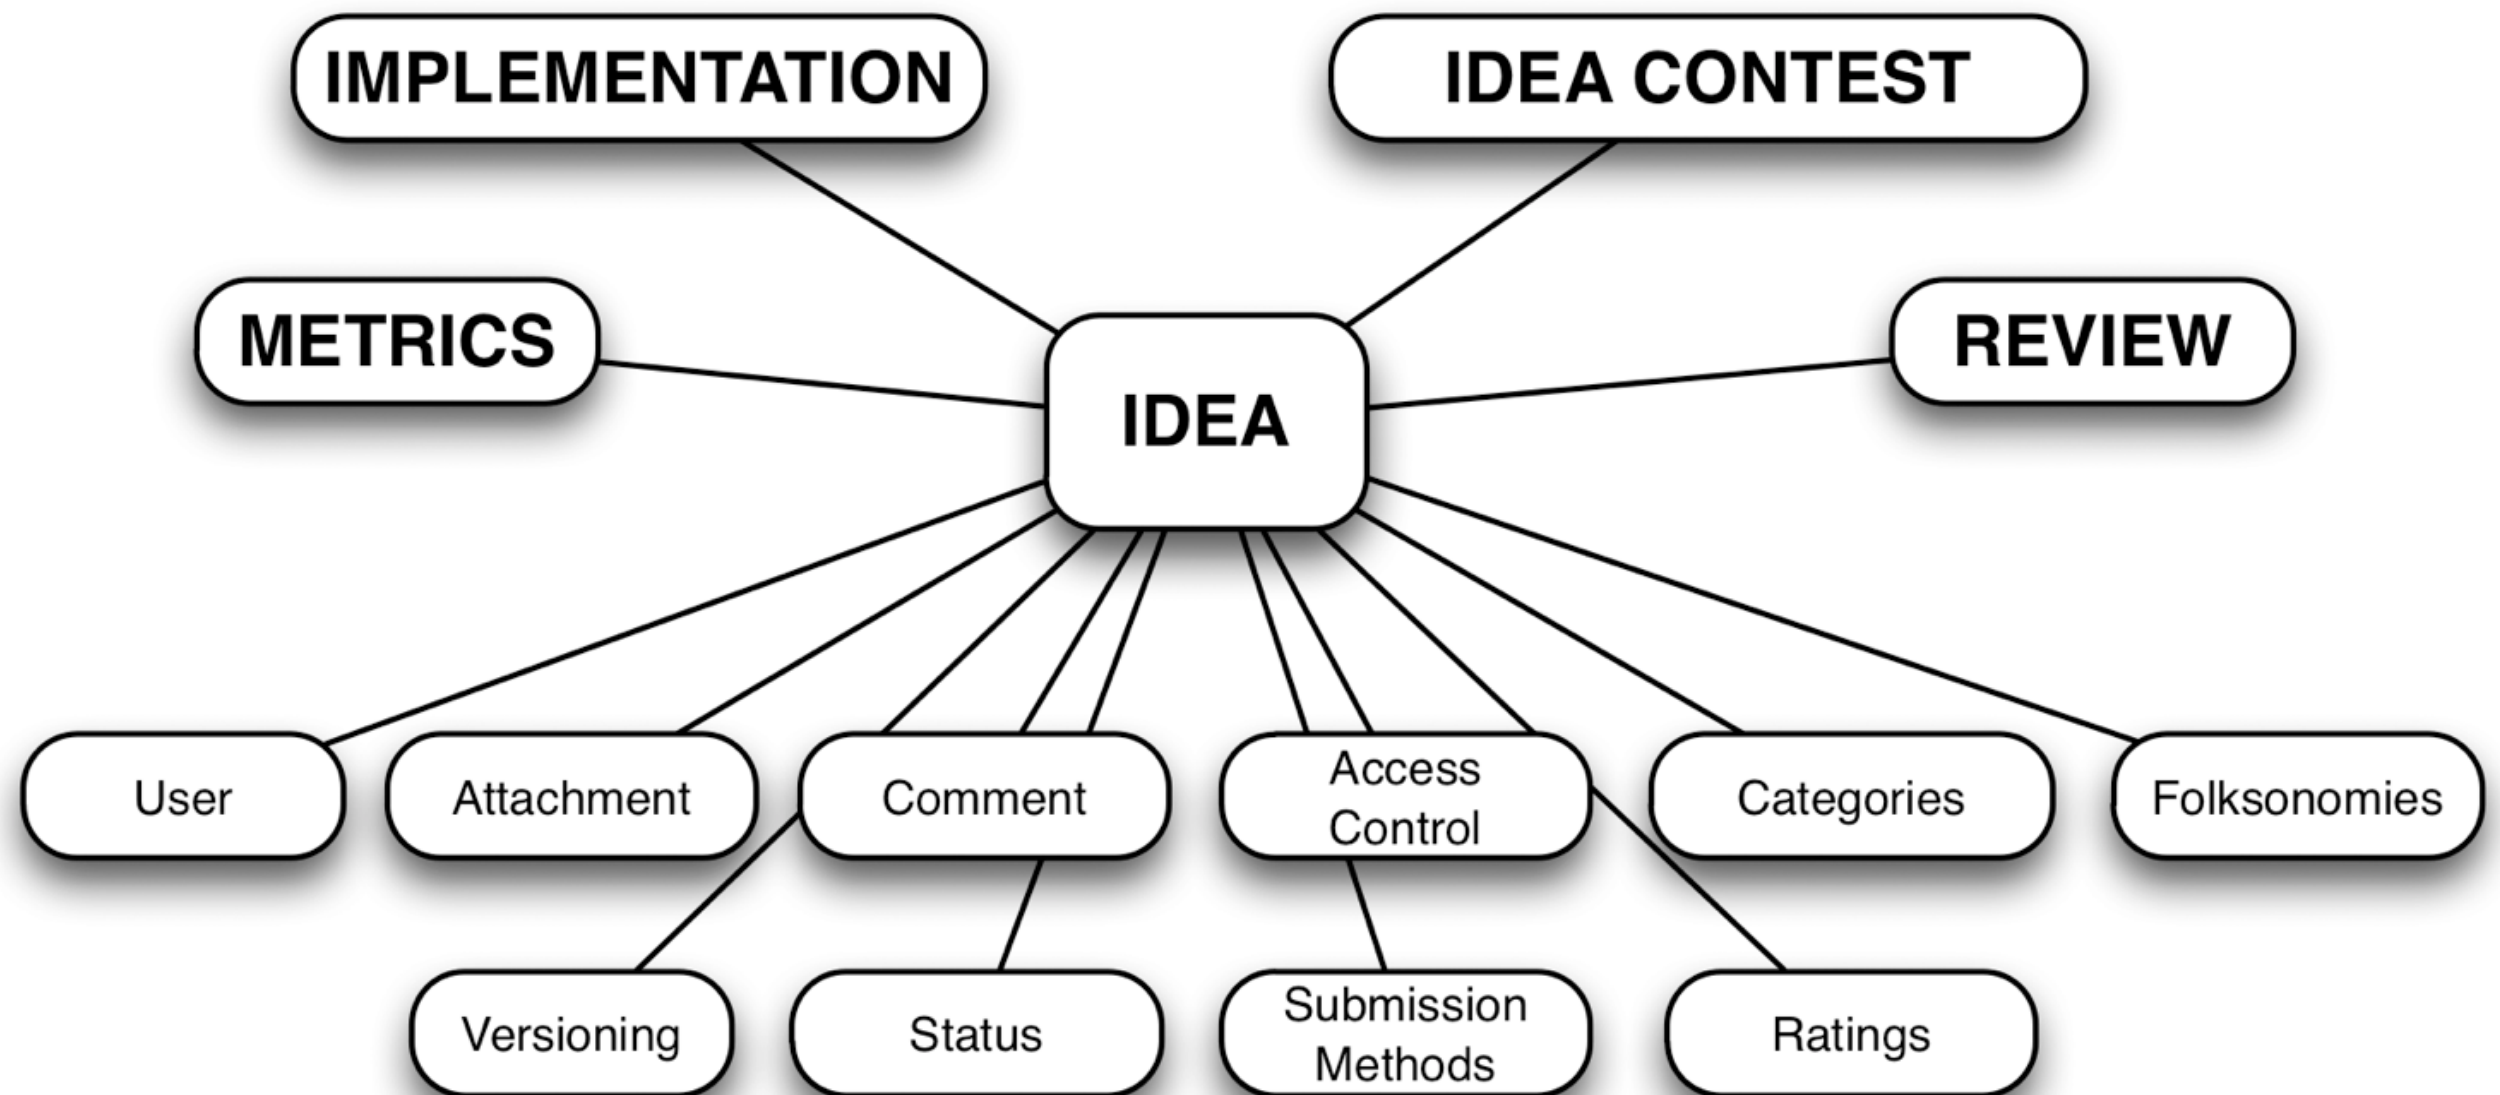 IMPLEMENTATION
IDEA CONTEST
METRICS
REVIEW
IDEA
User
Attachment
Comment
Access
Control
Categories
Folksonomies
Versioning
Status
Submission
Methods
Ratings